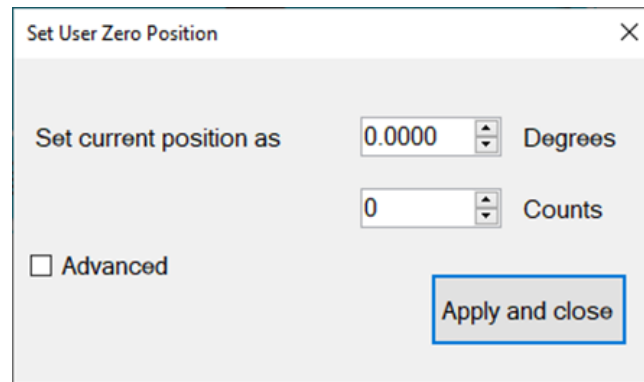 Set User Zero Position
Set current position as 0.0000 Degrees
0 Counts
Advanced
Apply and close